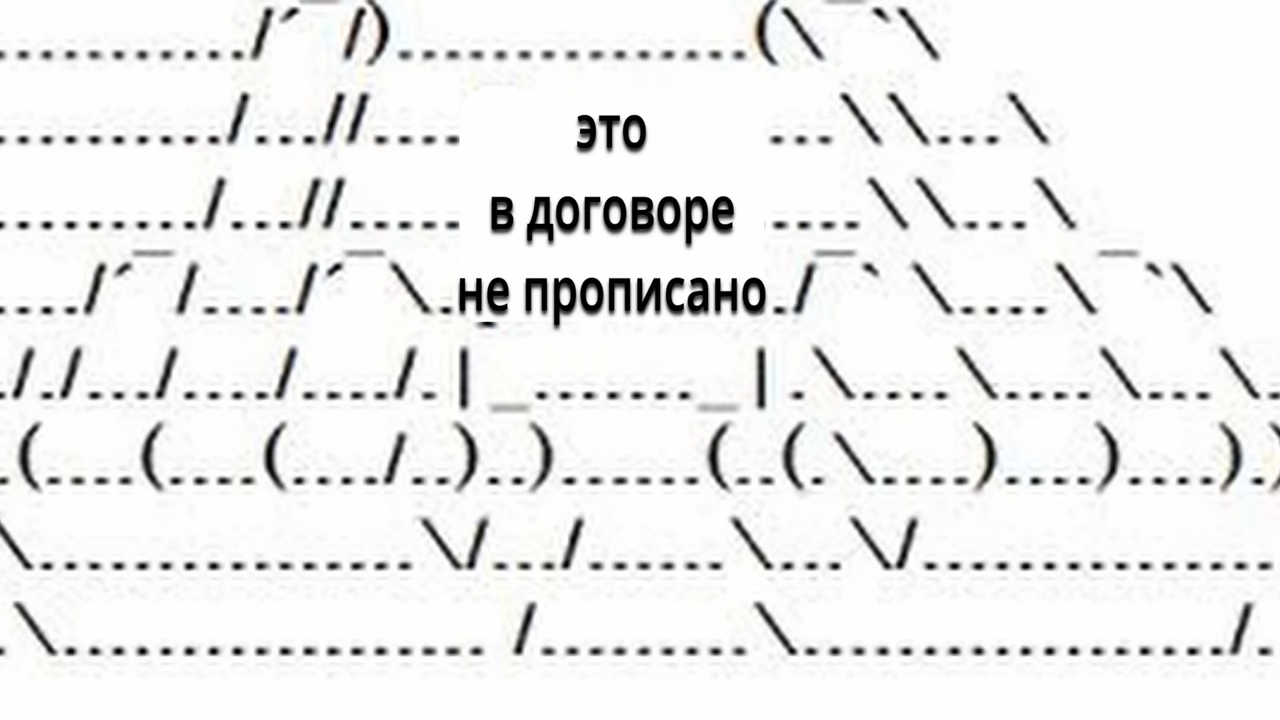 это
в договоре
не прописано